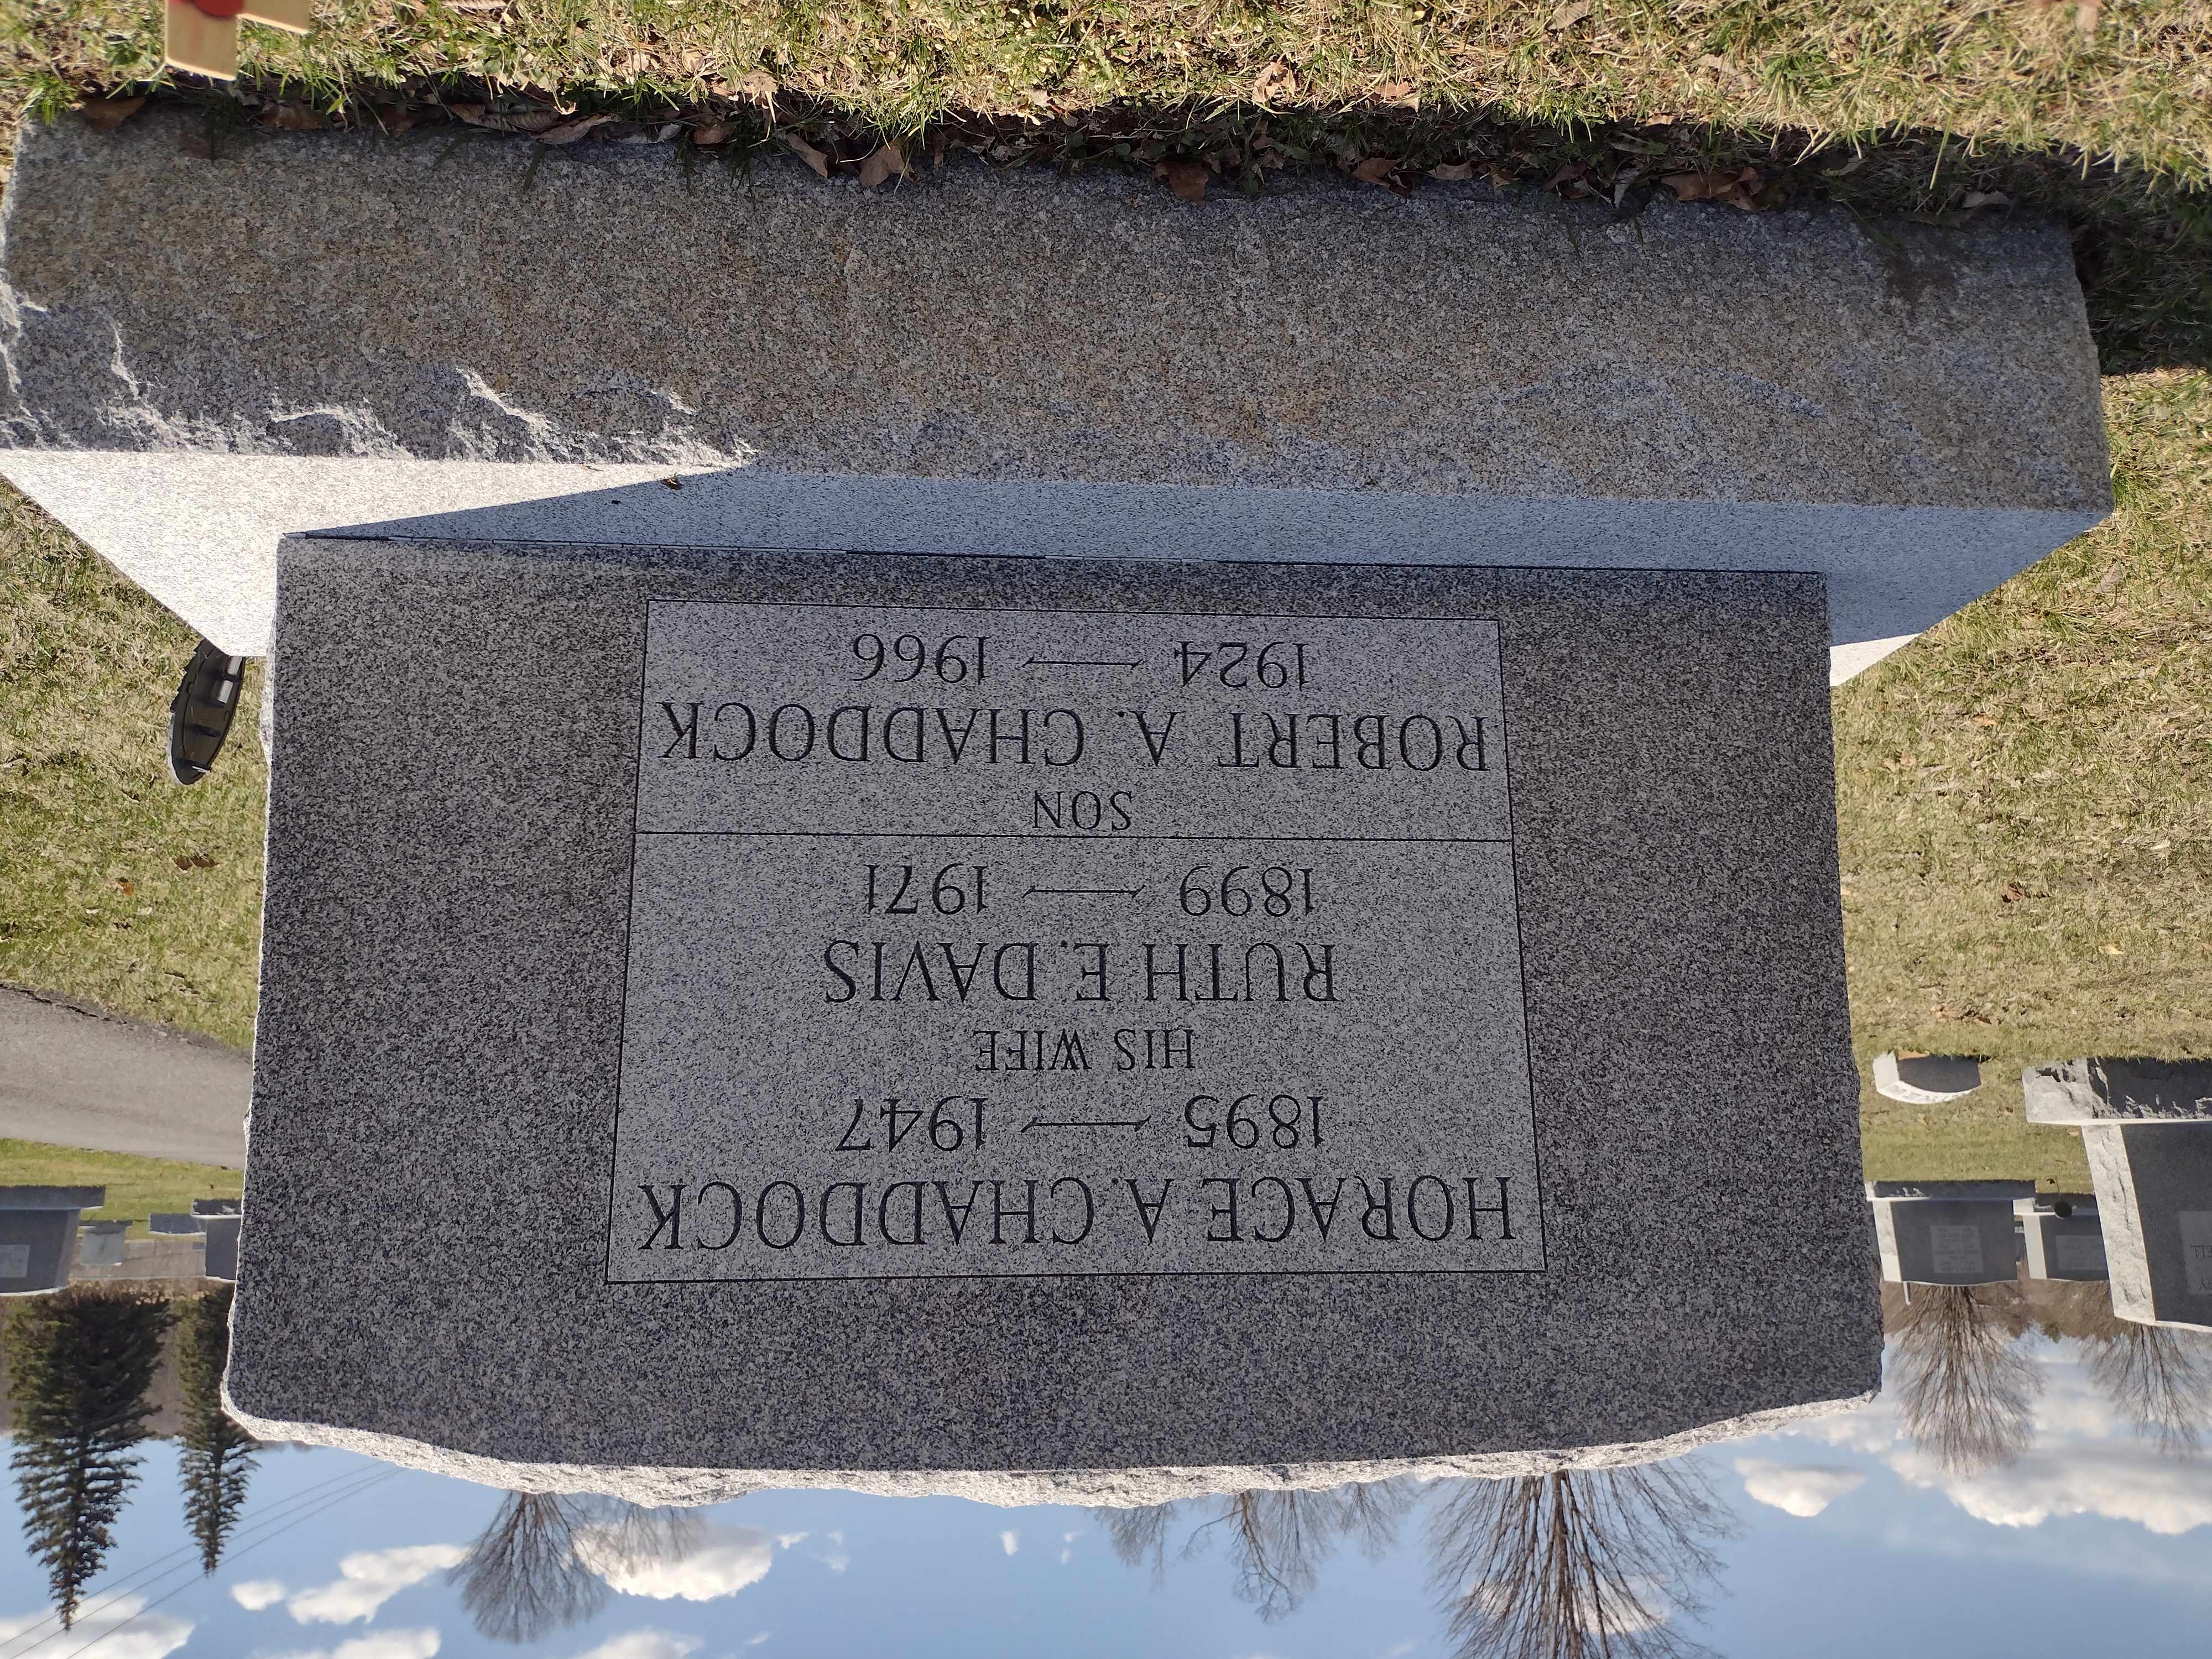 HORACE A. CHADDOCK
1895 — 1947
HIS WIFE
RUTH E. DAVIS
1899 — 1971
SON
ROBERT A. CHADDOCK
1924 — 1966